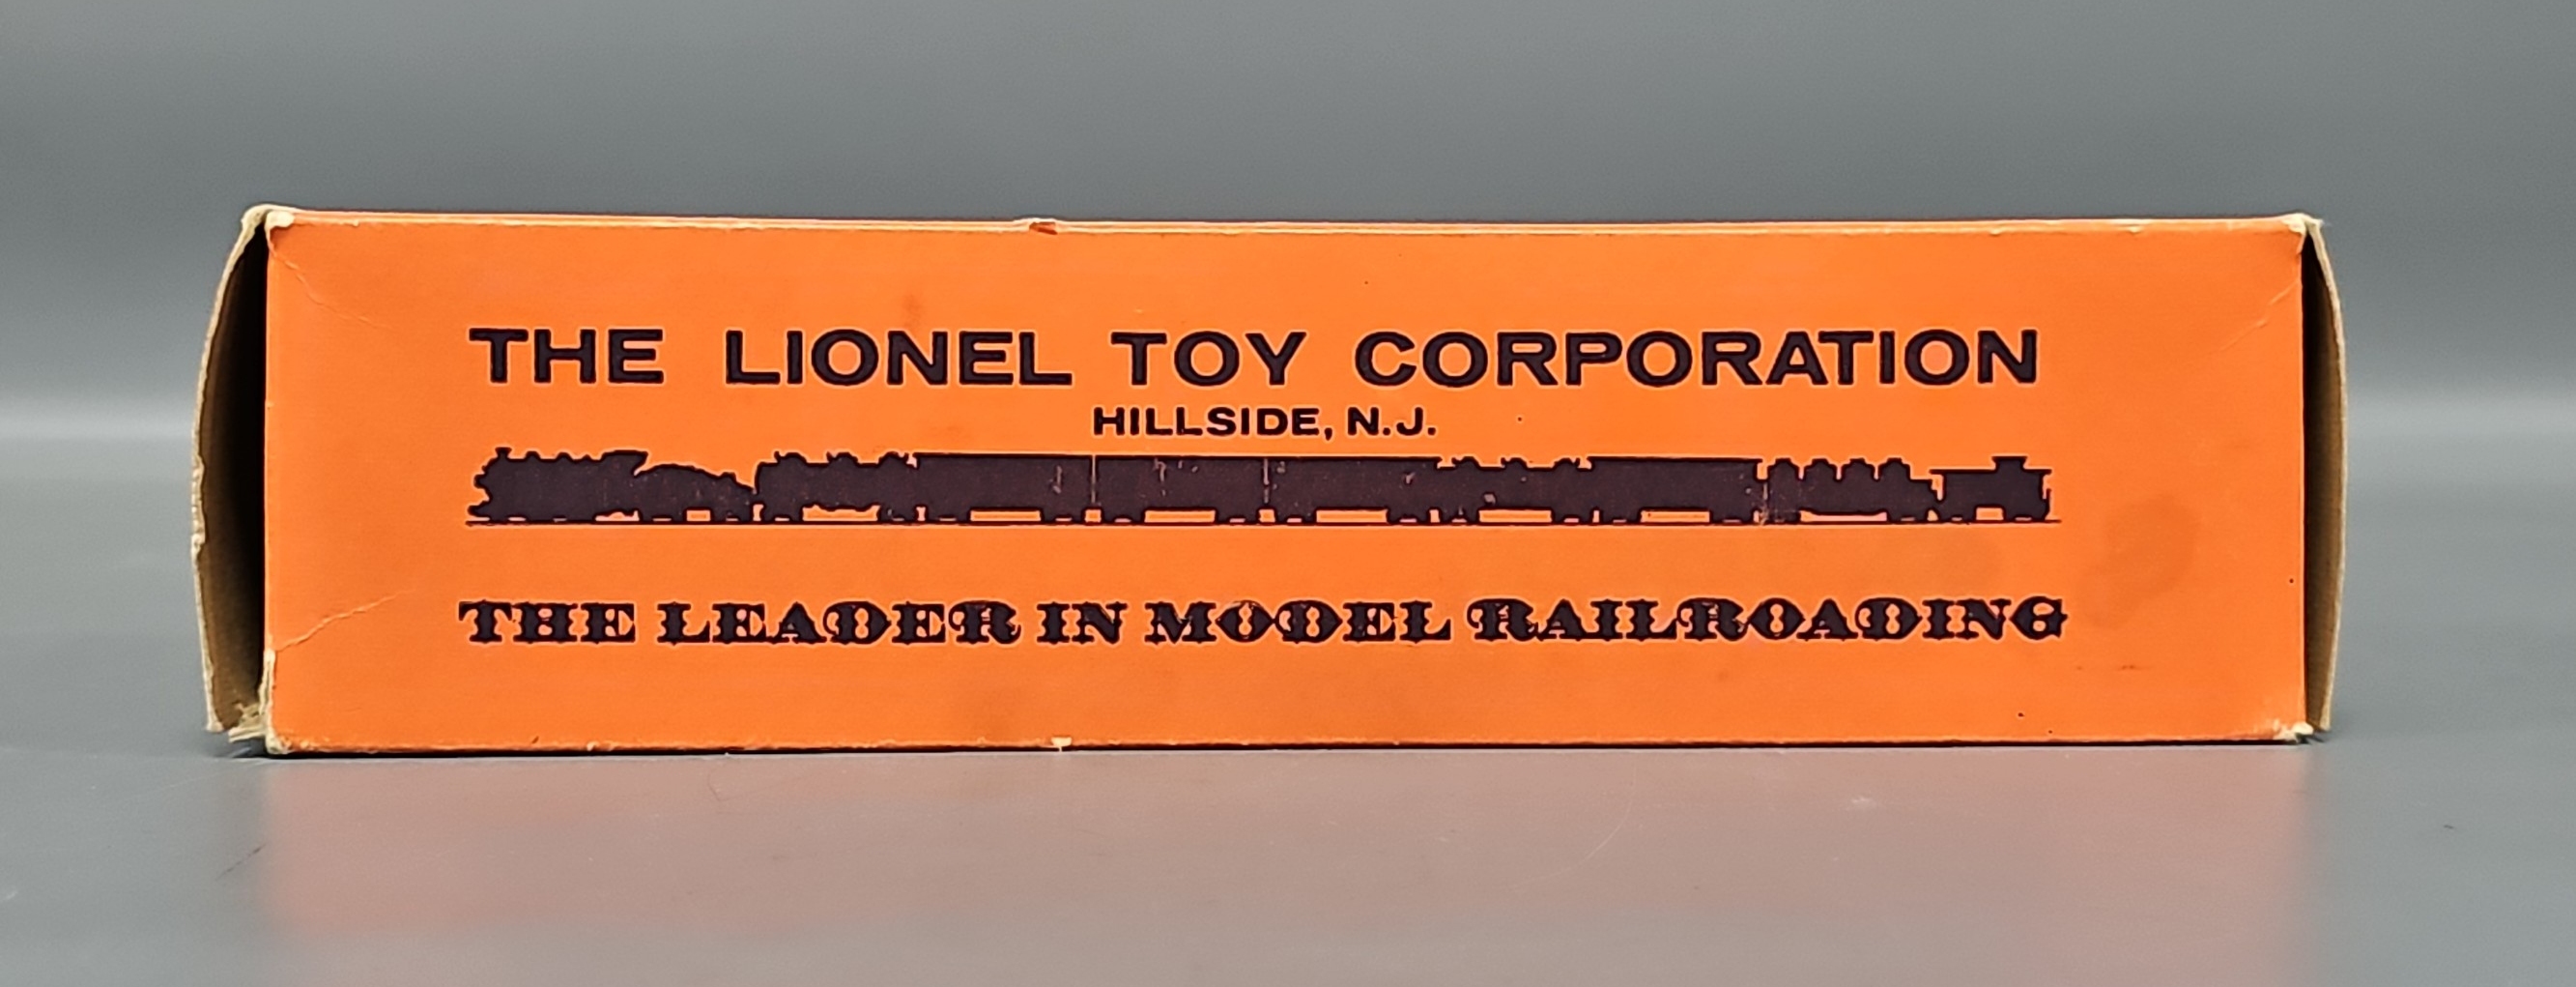 THE LIONEL TOY CORPORATION
HILLSIDE, N.J.
THE LEADER IN MODEL RAILROADING